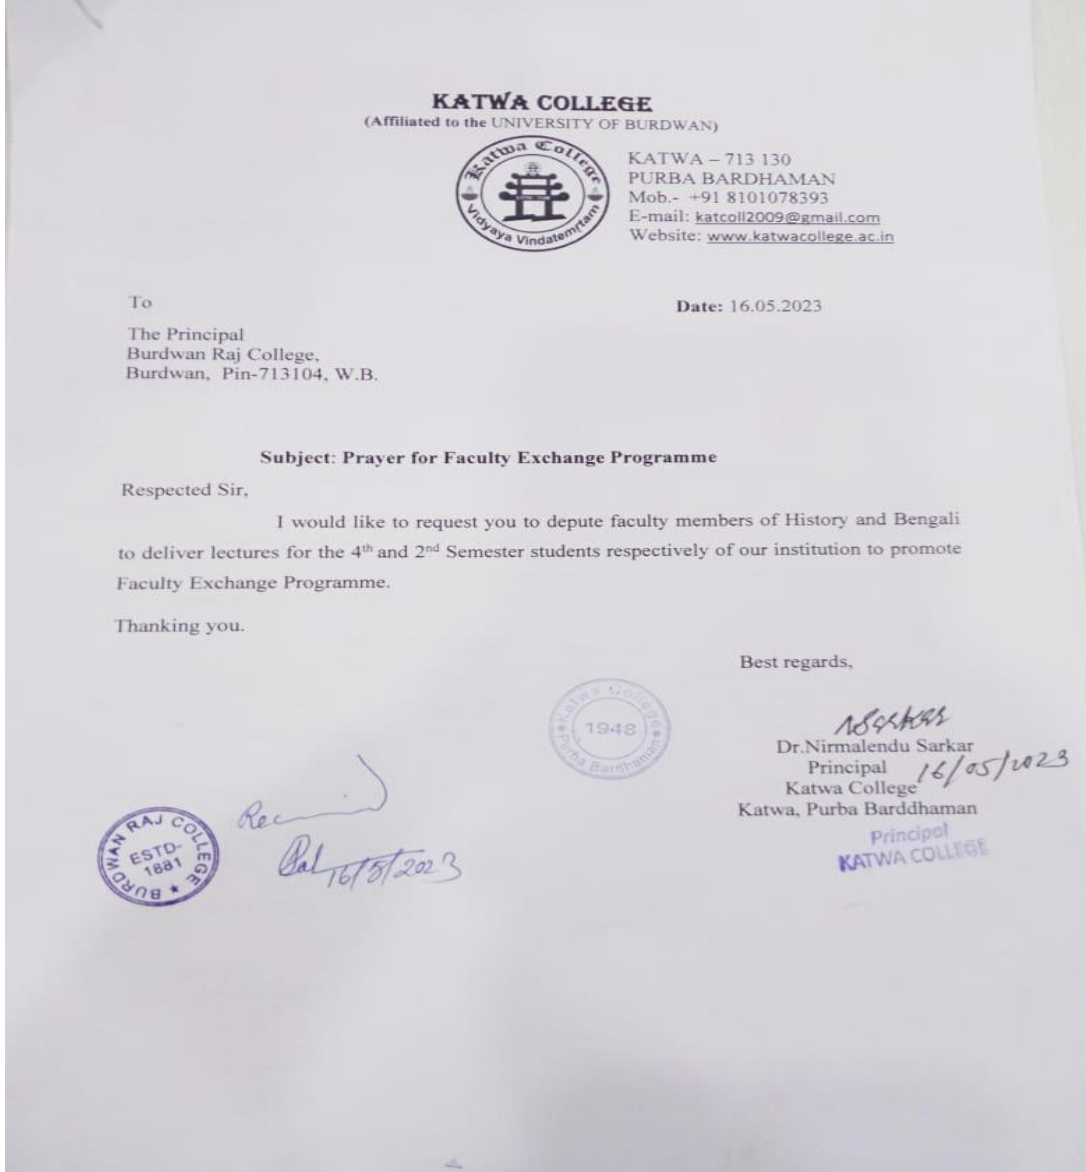 KATWA COLLEGE
(Affiliated to the UNIVERSITY OF BURDWAN)
Katwa College
Vidyaya Vindatemrtam
KATWA – 713 130
PURBA BARDHAMAN
Mob.- +91 8101078393
E-mail: katcoll2009@gmail.com
Website: www.katwacollege.ac.in
To
Date: 16.05.2023
The Principal
Burdwan Raj College,
Burdwan, Pin-713104, W.B.
Subject: Prayer for Faculty Exchange Programme
Respected Sir,
I would like to request you to depute faculty members of History and Bengali
to deliver lectures for the 4th and 2nd Semester students respectively of our institution to promote
Faculty Exchange Programme.
Thanking you.
Best regards,
Katwa College
1948
Purba Bardhaman
NSarkar
Dr.Nirmalendu Sarkar
Principal
16/05/2023
Katwa College
Katwa, Purba Barddhaman
Principal
KATWA COLLEGE
BURDWAN RAJ COLLEGE
ESTD-
1881
16/5/2023